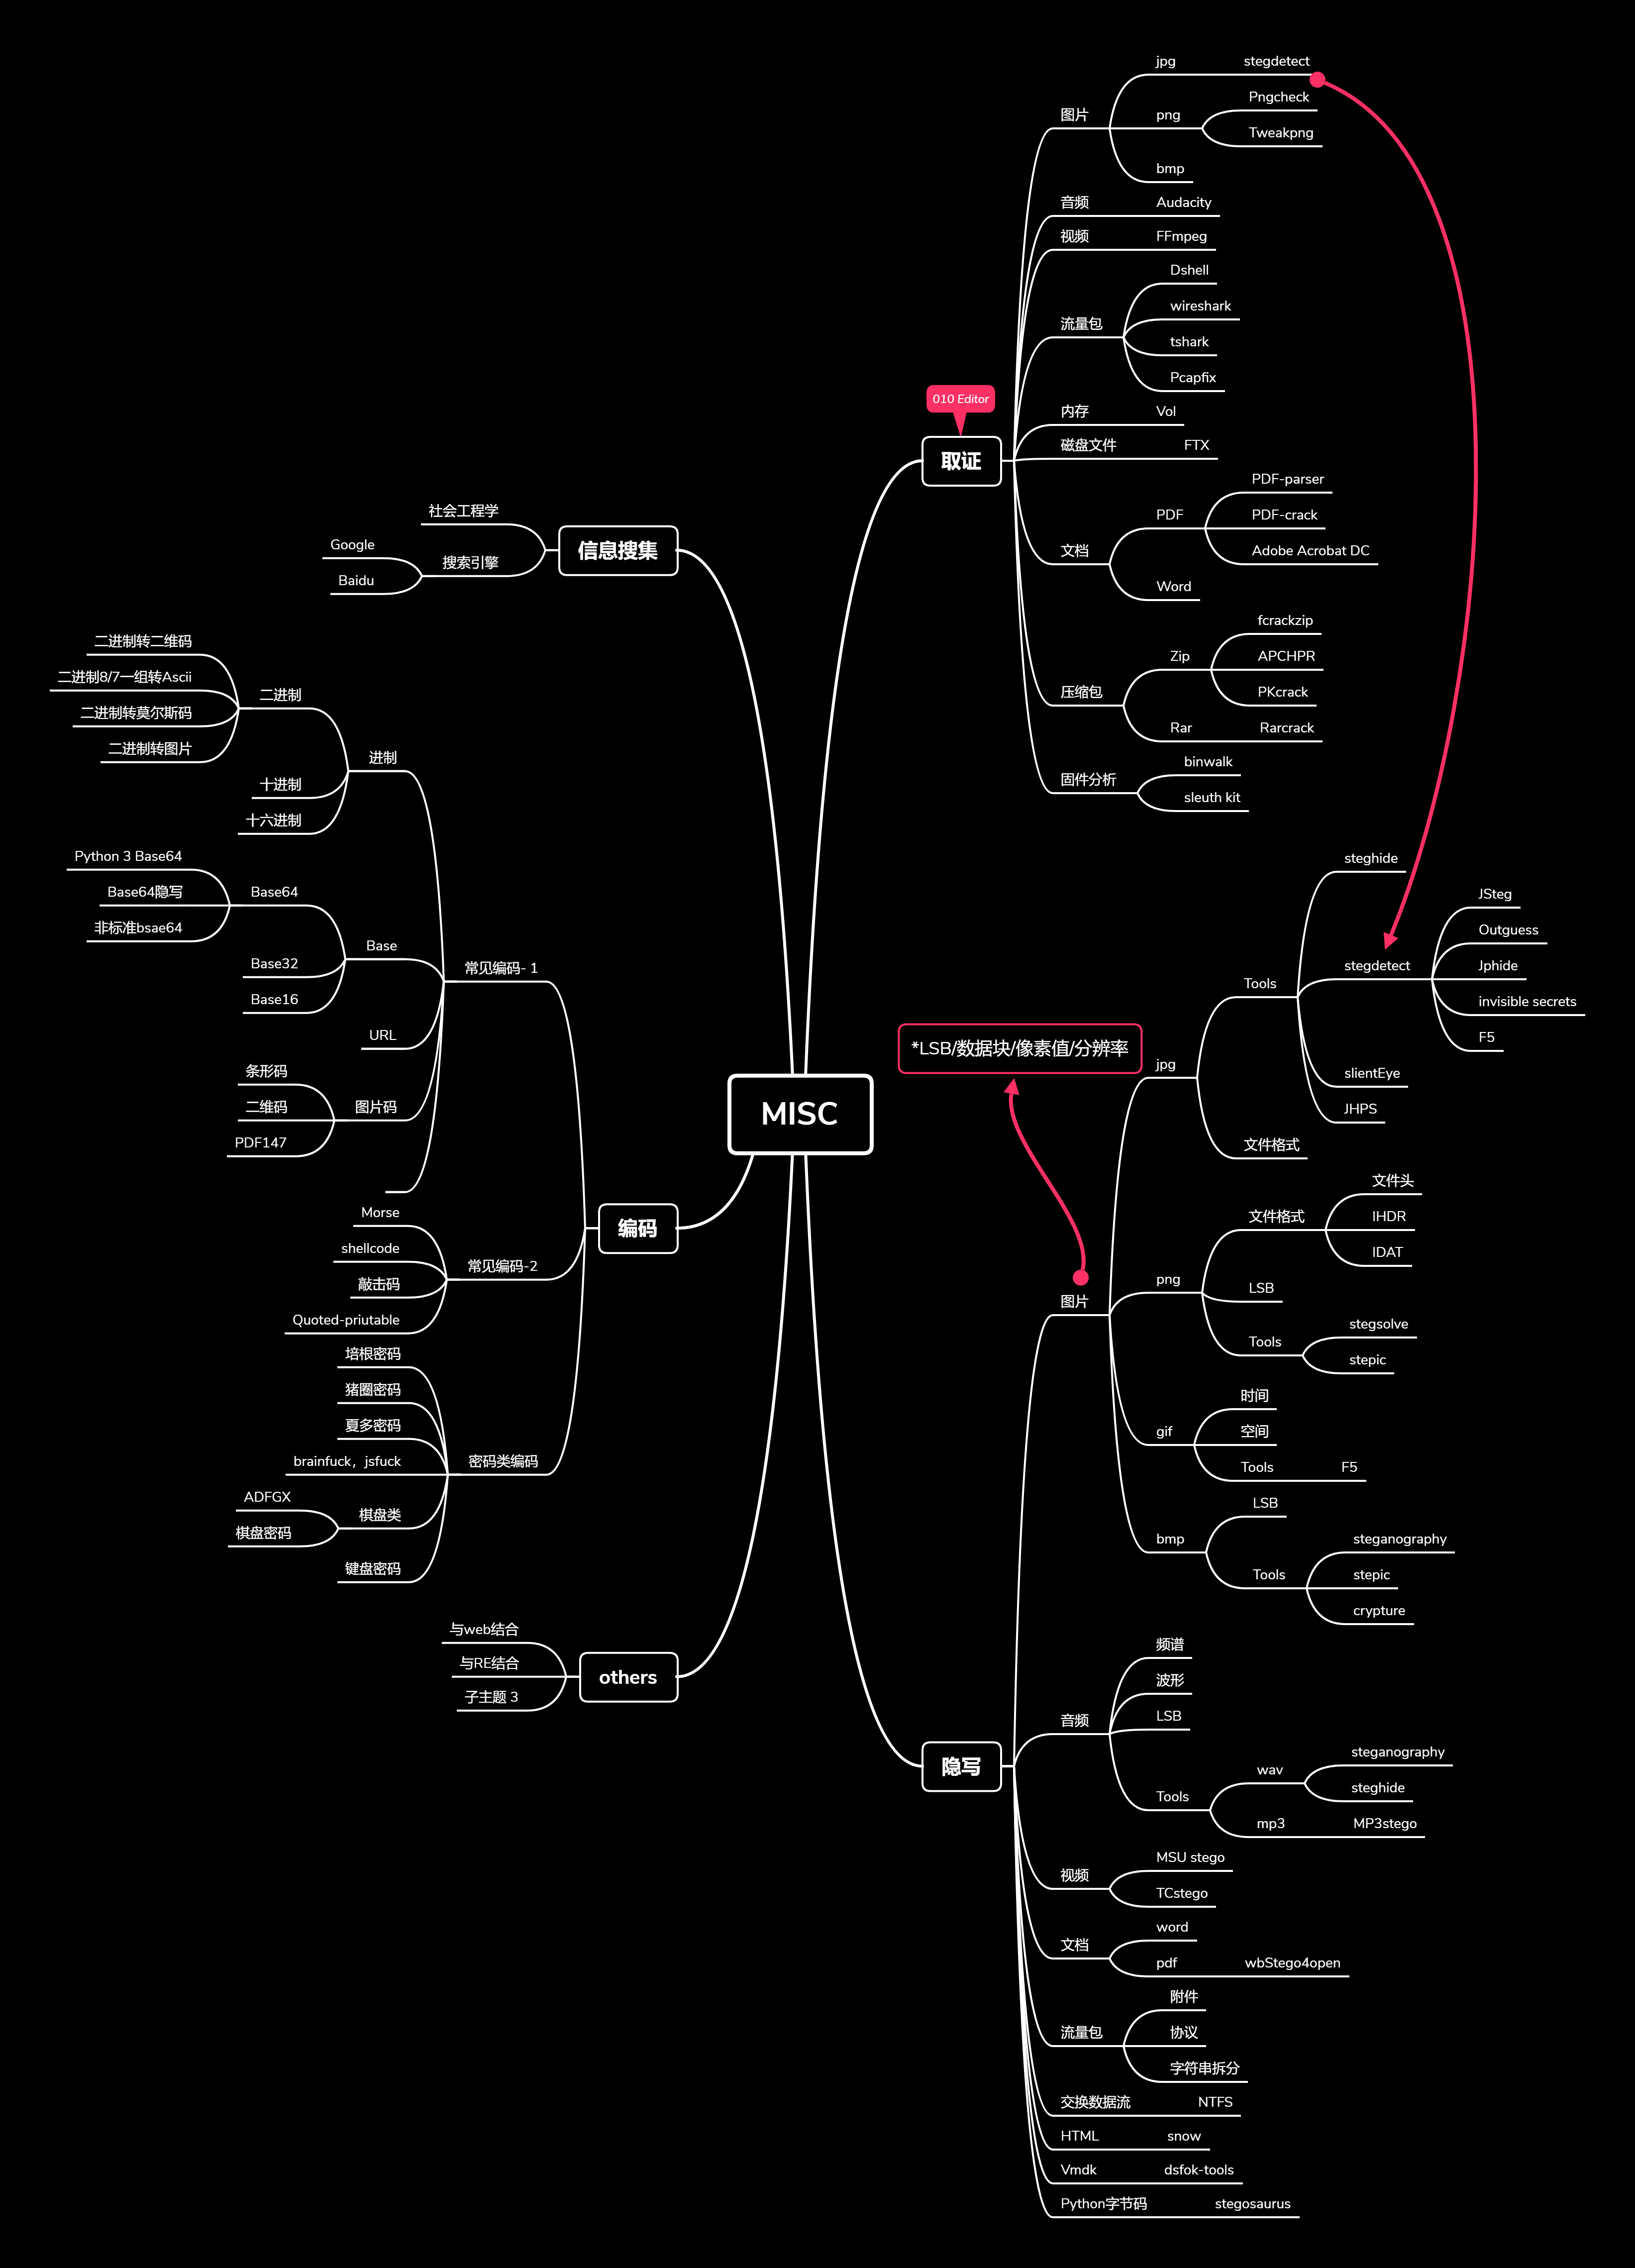 MISC
取证
010 Editor
图片
jpg
stegdetect
png
Pngcheck
Tweakpng
bmp
音频
Audacity
视频
FFmpeg
流量包
Dshell
wireshark
tshark
Pcapfix
内存
Vol
磁盘文件
FTX
文档
PDF
PDF-parser
PDF-crack
Adobe Acrobat DC
Word
压缩包
Zip
fcrackzip
APCHPR
PKcrack
Rar
Rarcrack
固件分析
binwalk
sleuth kit
隐写
图片
*LSB/数据块/像素值/分辨率
jpg
Tools
steghide
stegdetect
JSteg
Outguess
Jphide
invisible secrets
F5
slientEye
JHPS
文件格式
png
文件格式
文件头
IHDR
IDAT
LSB
Tools
stegsolve
stepic
gif
时间
空间
Tools
F5
bmp
LSB
Tools
steganography
stepic
crypture
音频
频谱
波形
LSB
Tools
wav
steganography
steghide
mp3
MP3stego
视频
MSU stego
TCstego
文档
word
pdf
wbStego4open
流量包
附件
协议
字符串拆分
交换数据流
NTFS
HTML
snow
Vmdk
dsfok-tools
Python字节码
stegosaurus
信息搜集
社会工程学
搜索引擎
Google
Baidu
编码
常见编码- 1
进制
二进制
二进制转二维码
二进制8/7一组转Ascii
二进制转莫尔斯码
二进制转图片
十进制
十六进制
Base
Base64
Python 3 Base64
Base64隐写
非标准bsae64
Base32
Base16
URL
图片码
条形码
二维码
PDF147
常见编码-2
Morse
shellcode
敲击码
Quoted-priutable
密码类编码
培根密码
猪圈密码
夏多密码
brainfuck，jsfuck
棋盘类
ADFGX
棋盘密码
键盘密码
others
与web结合
与RE结合
子主题 3